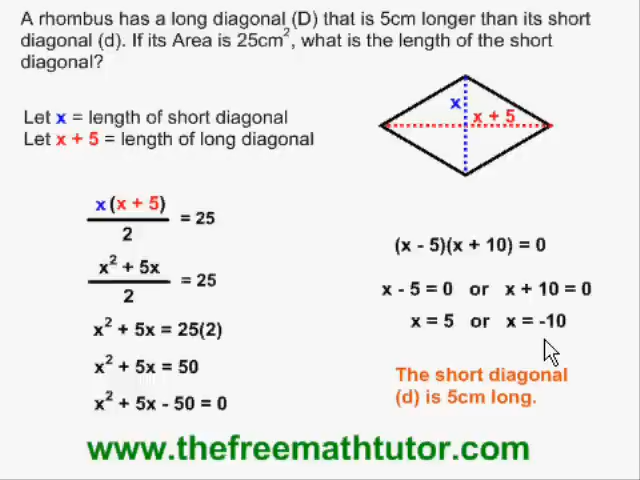 A rhombus has a long diagonal (D) that is 5cm longer than its short
diagonal (d). If its Area is 25cm², what is the length of the short
diagonal?
Let x = length of short diagonal
Let x + 5 = length of long diagonal
x
x + 5
x (x + 5)
2
= 25
x² + 5x
2
= 25
x² + 5x = 25(2)
x² + 5x = 50
x² + 5x - 50 = 0
(x - 5)(x + 10) = 0
x - 5 = 0 or x + 10 = 0
x = 5 or x = -10
The short diagonal
(d) is 5cm long.
www.thefreemathtutor.com